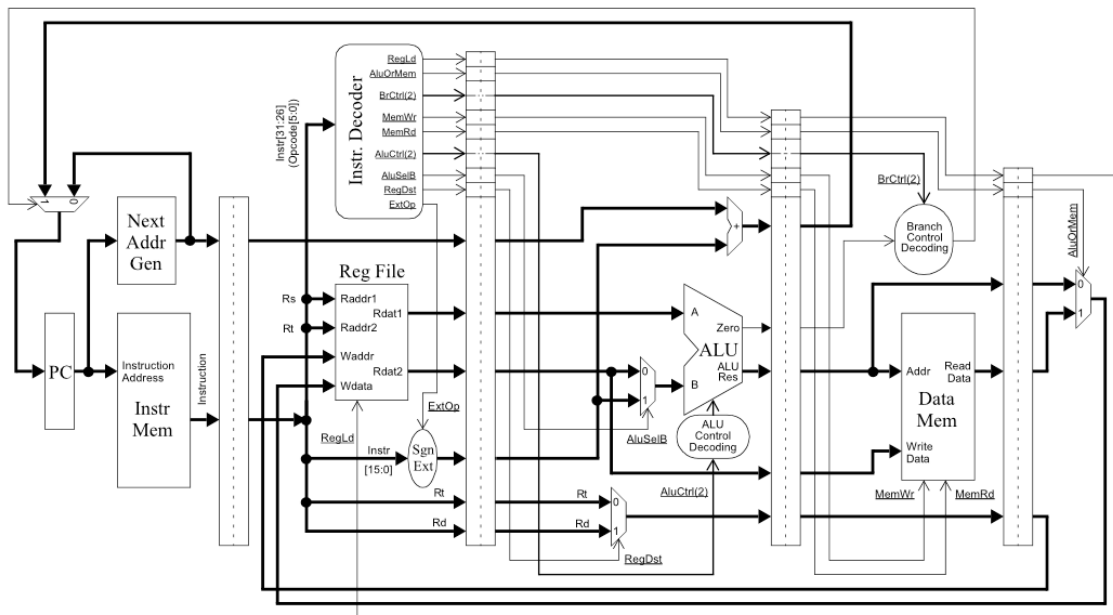 RegLd
AluOrMem
BrCtrl(2)
MemWr
MemRd
AluCtrl(2)
AluSelB
RegDst
ExtOp
Instr. Decoder
Instr[31:26]
(Opcode[5:0])
1
0
Next
Addr
Gen
PC
Instruction
Address
Instr
Mem
Instruction
Reg File
Rs
Rt
Raddr1
Rdat1
Raddr2
Waddr
Rdat2
Wdata
RegLd
ExtOp
Instr
[15:0]
Sgn
Ext
Rt
Rd
Rt
Rd
0
1
RegDst
0
1
AluSelB
+
A
B
Zero
ALU
ALU
Res
ALU
Control
Decoding
AluCtrl(2)
BrCtrl(2)
Branch
Control
Decoding
Addr
Read
Data
Data
Mem
Write
Data
MemWr
MemRd
AluOrMem
0
1